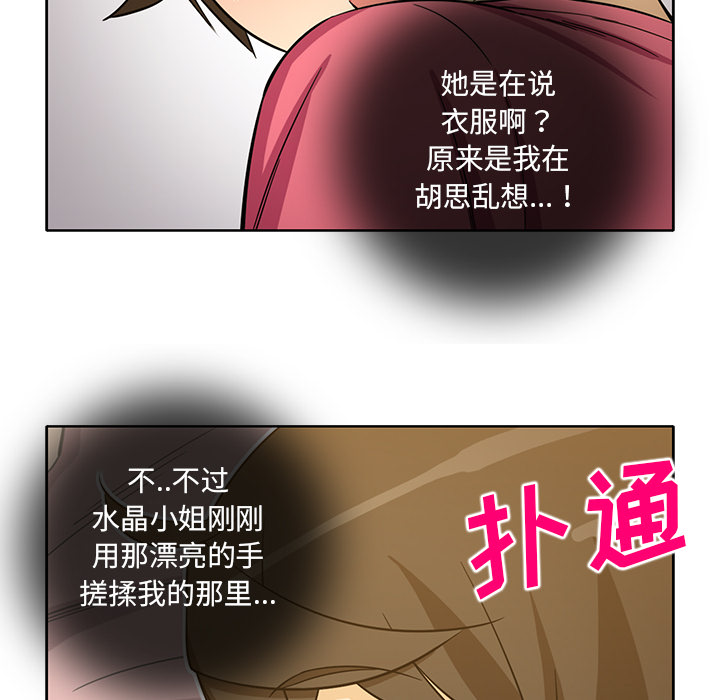 她是在说
衣服啊？
原来是我在
胡思乱想...！
不..不过
水晶小姐刚刚
用那漂亮的手
搓揉我的那里...
扑通